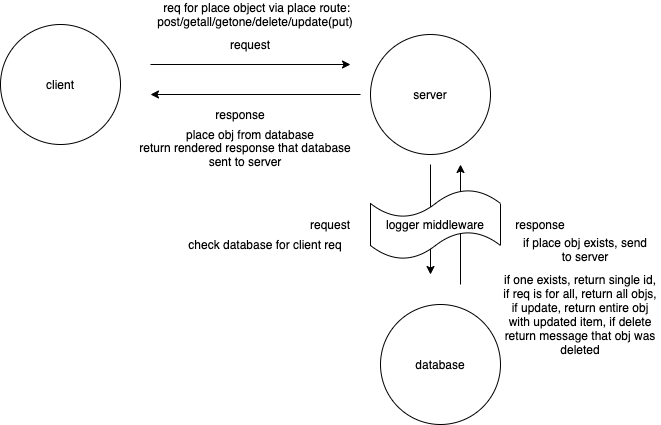 req for place object via place route:
post/getall/getone/delete/update(put)
request
client
server
response
place obj from database
return rendered response that database
sent to server
request
logger middleware
response
check database for client req
if place obj exists, send
to server
if one exists, return single id,
if req is for all, return all objs,
if update, return entire obj
with updated item, if delete
return message that obj was
deleted
database